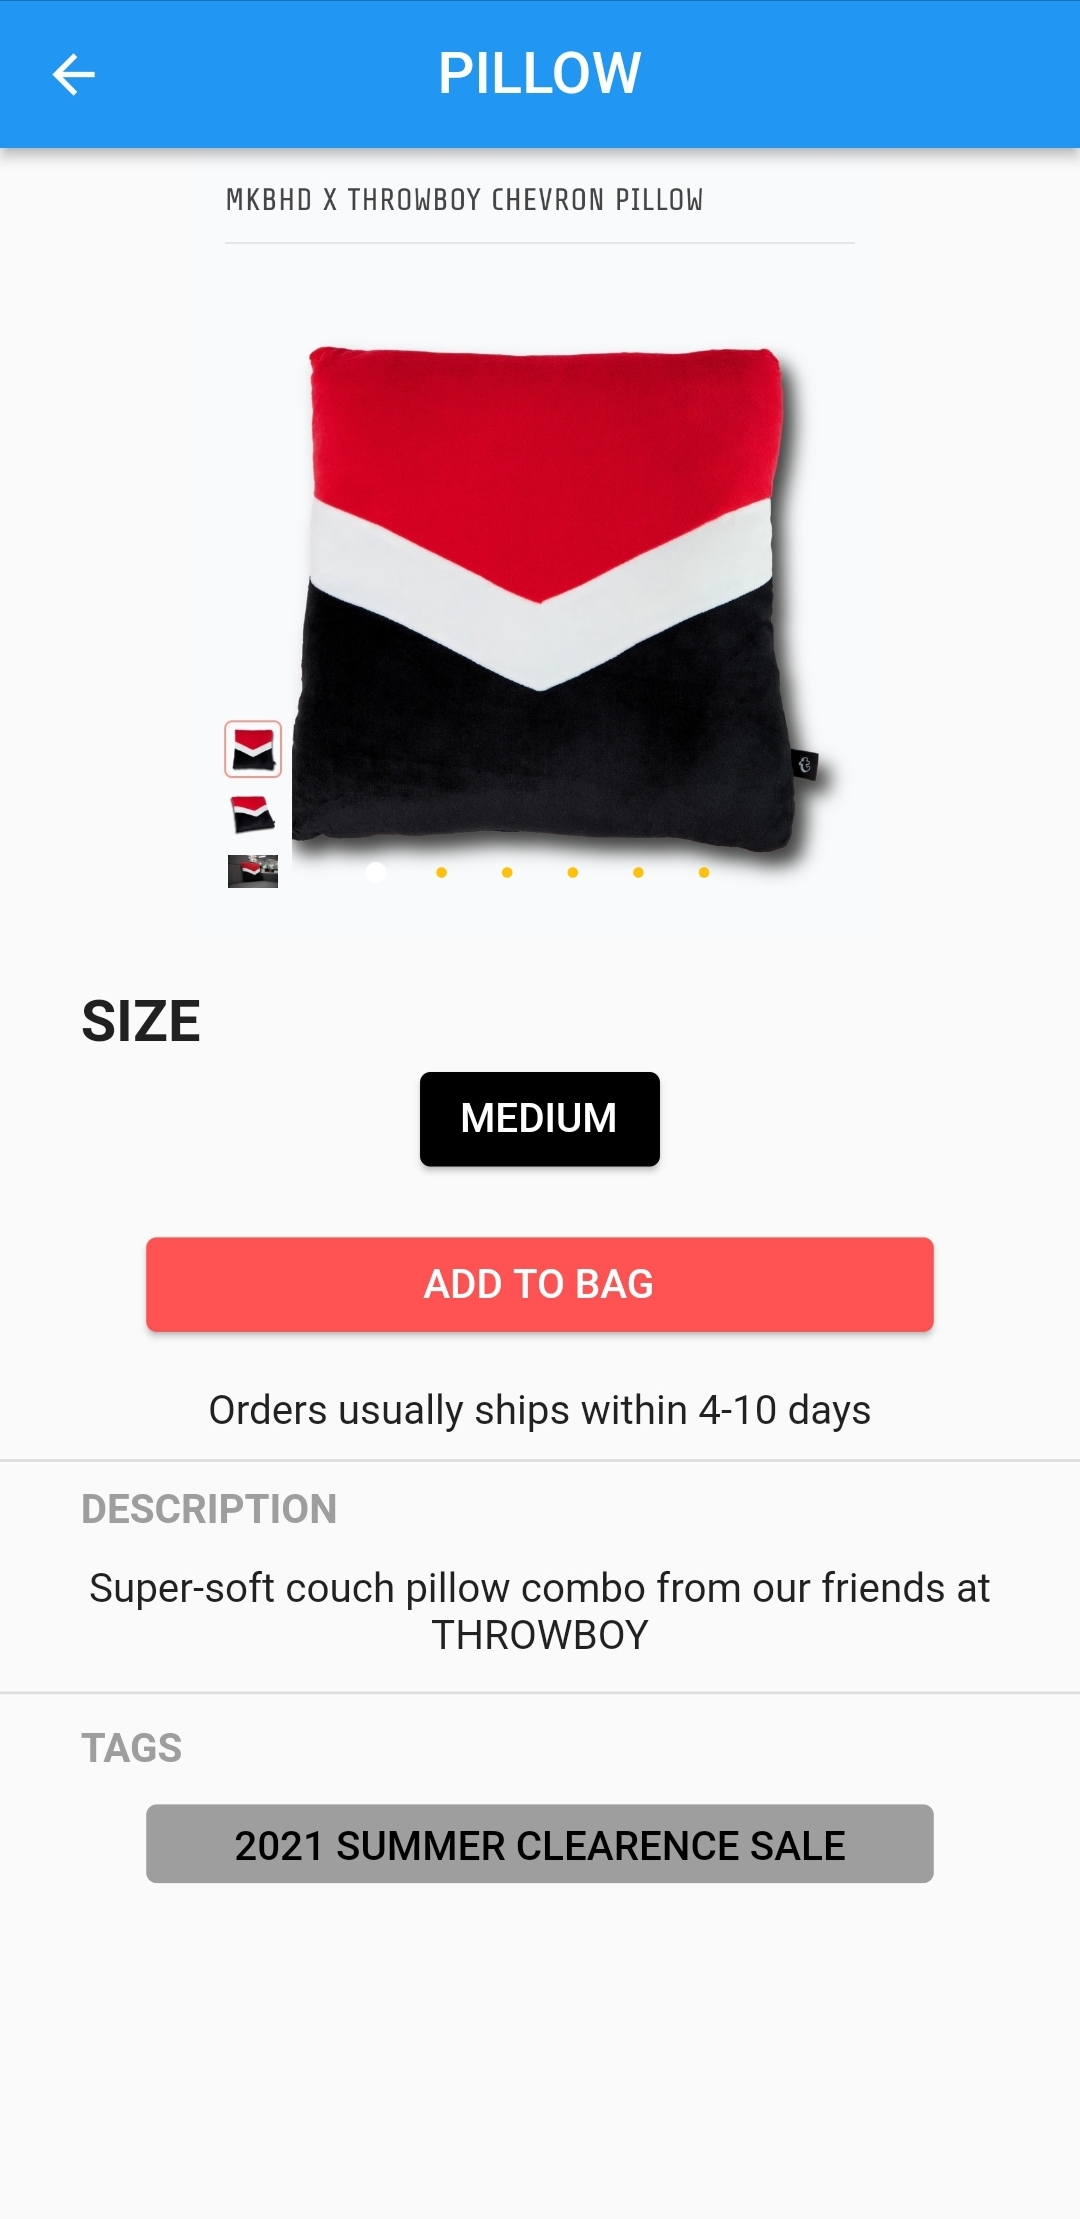 PILLOW
MKBHD X THROWBOY CHEVRON PILLOW
SIZE
MEDIUM
ADD TO BAG
Orders usually ships within 4-10 days
DESCRIPTION
Super-soft couch pillow combo from our friends at
THROWBOY
TAGS
2021 SUMMER CLEARENCE SALE